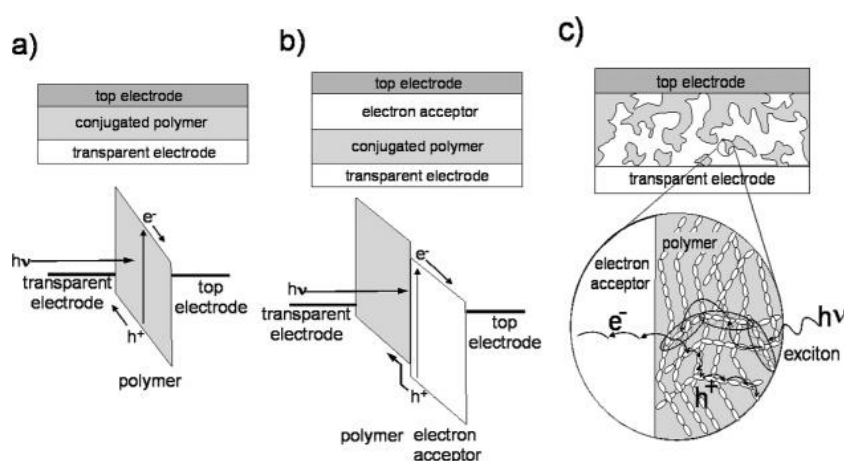 a)
top electrode
conjugated polymer
transparent electrode
e-
hν
transparent
electrode
top
electrode
h+
polymer
b)
top electrode
electron acceptor
conjugated polymer
transparent electrode
e-
hν
transparent
electrode
top
electrode
h+
polymer electron
acceptor
c)
top electrode
transparent electrode
polymer
electron
acceptor
e-
hν
exciton
h+